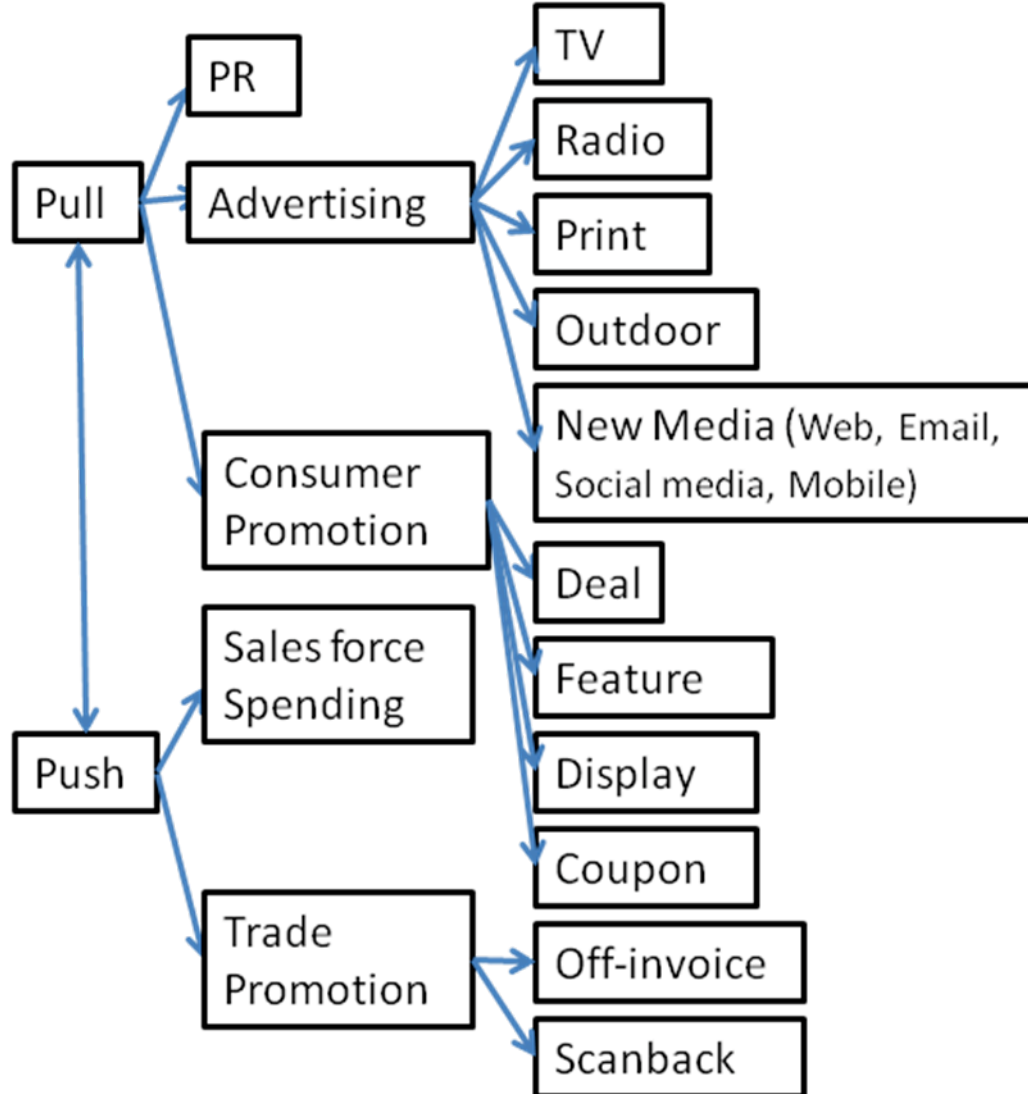 PR
Pull
Advertising
TV
Radio
Print
Outdoor
New Media (Web, Email,
Social media, Mobile)
Consumer
Promotion
Deal
Feature
Display
Coupon
Push
Sales force
Spending
Trade
Promotion
Off-invoice
Scanback